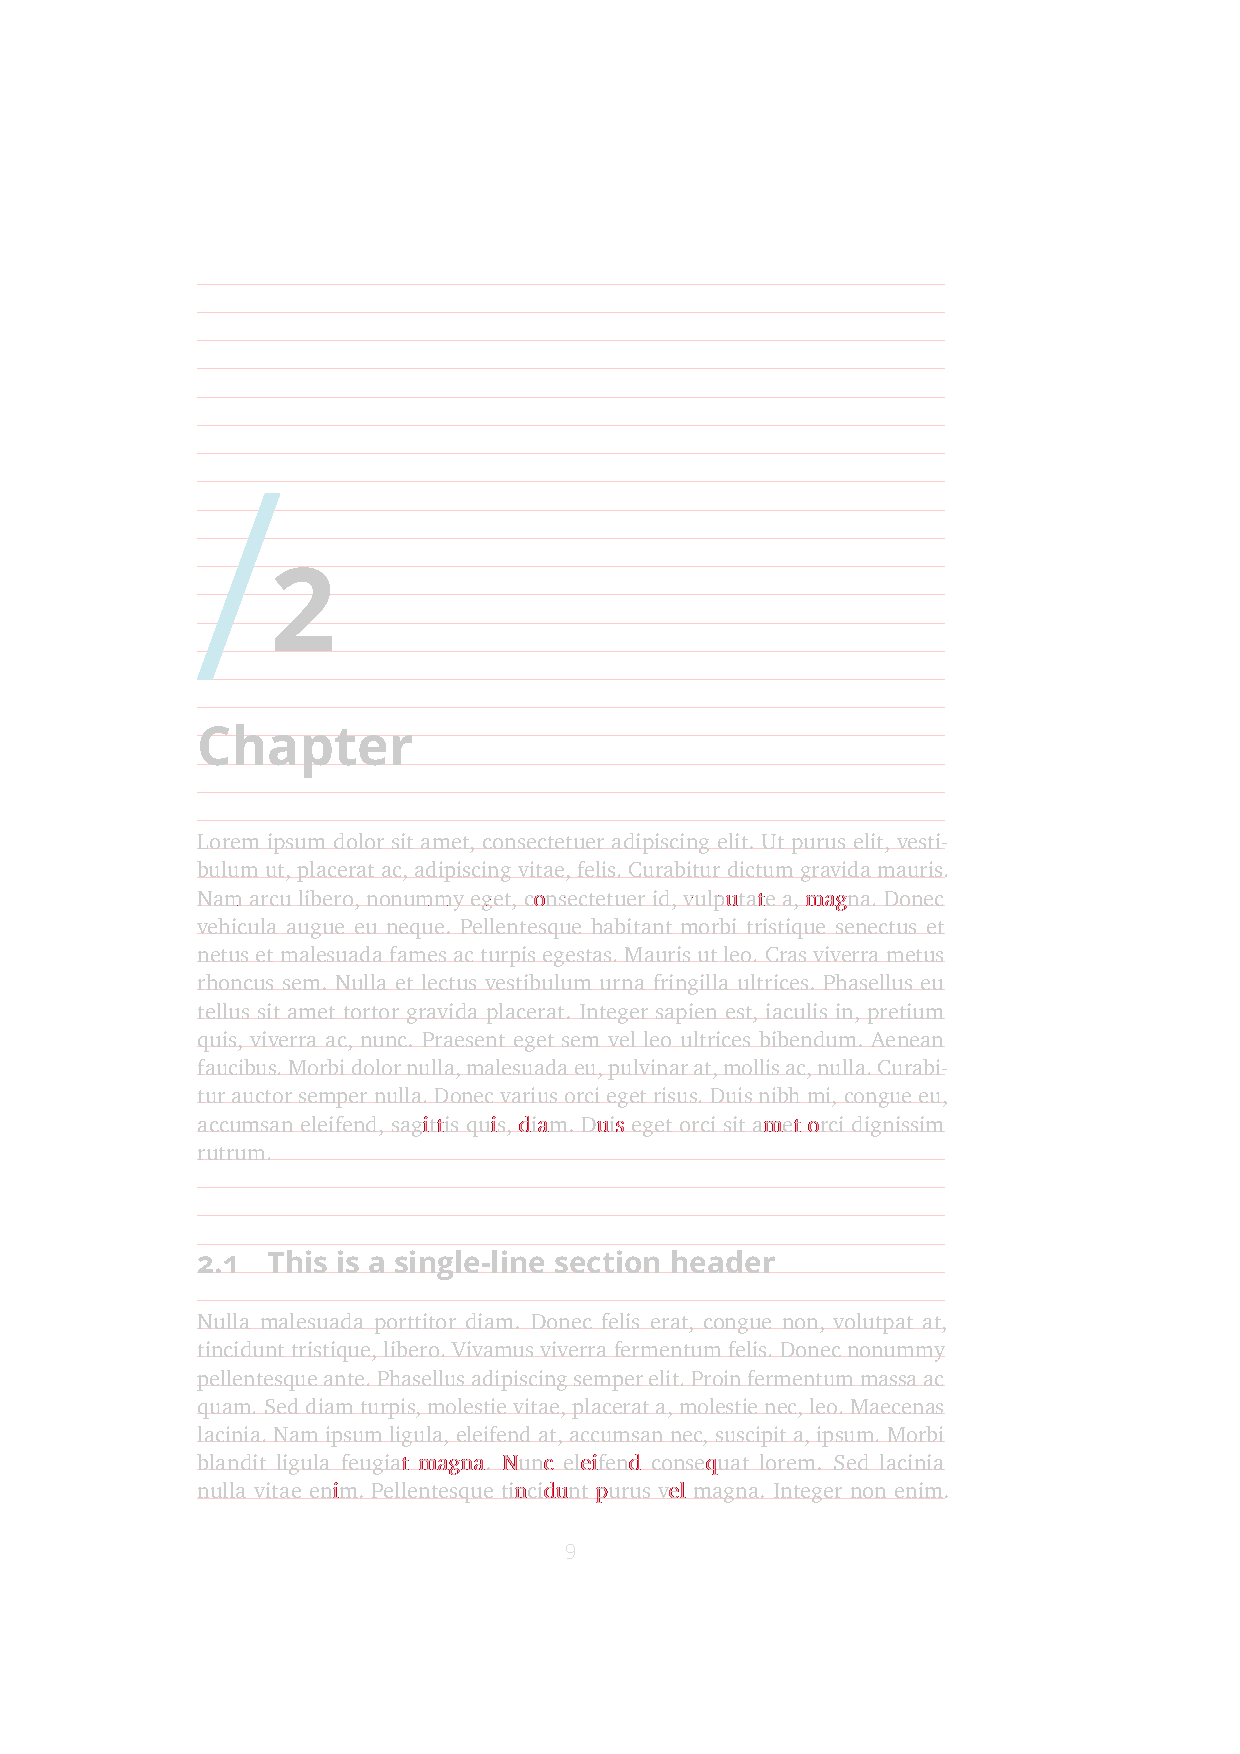 2
Chapter
Lorem ipsum dolor sit amet, consectetuer adipiscing elit. Ut purus elit, vesti-
bulum ut, placerat ac, adipiscing vitae, felis. Curabitur dictum gravida mauris.
Nam arcu libero, nonummy eget, consectetuer id, vulputate a, magna. Donec
vehicula augue eu neque. Pellentesque habitant morbi tristique senectus et
netus et malesuada fames ac turpis egestas. Mauris ut leo. Cras viverra metus
rhoncus sem. Nulla et lectus vestibulum urna fringilla ultrices. Phasellus eu
tellus sit amet tortor gravida placerat. Integer sapien est, iaculis in, pretium
quis, viverra ac, nunc. Praesent eget sem vel leo ultrices bibendum. Aenean
faucibus. Morbi dolor nulla, malesuada eu, pulvinar at, mollis ac, nulla. Curabi-
tur auctor semper nulla. Donec varius orci eget risus. Duis nibh mi, congue eu,
accumsan eleifend, sagittis quis, diam. Duis eget orci sit amet orci dignissim
rutrum.
2.1 This is a single-line section header
Nulla malesuada porttitor diam. Donec felis erat, congue non, volutpat at,
tincidunt tristique, libero. Vivamus viverra fermentum felis. Donec nonummy
pellentesque ante. Phasellus adipiscing semper elit. Proin fermentum massa ac
quam. Sed diam turpis, molestie vitae, placerat a, molestie nec, leo. Maecenas
lacinia. Nam ipsum ligula, eleifend at, accumsan nec, suscipit a, ipsum. Morbi
blandit ligula feugiat magna. Nunc eleifend consequat lorem. Sed lacinia
nulla vitae enim. Pellentesque tincidunt purus vel magna. Integer non enim.
9